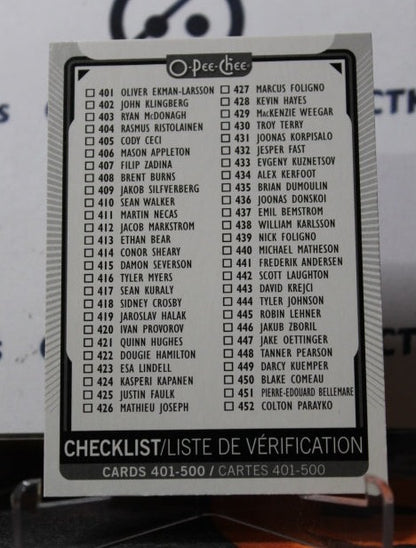 O-Pee-Chee
401 OLIVER EKMAN-LARSSON
402 JOHN KLINGBERG
403 RYAN McDONAGH
404 RASMUS RISTOLAINEN
405 CODY CECI
406 MASON APPLETON
407 FILIP ZADINA
408 BRENT BURNS
409 JAKOB SILFVERBERG
410 SEAN WALKER
411 MARTIN NECAS
412 JACOB MARKSTROM
413 ETHAN BEAR
414 CONOR SHEARY
415 DAMON SEVERSON
416 TYLER MYERS
417 SEAN KURALY
418 SIDNEY CROSBY
419 JAROSLAV HALAK
420 IVAN PROVOROV
421 QUINN HUGHES
422 DOUGIE HAMILTON
423 ESA LINDELL
424 KASPERI KAPANEN
425 JUSTIN FAULK
426 MATHIEU JOSEPH
427 MARCUS FOLIGNO
428 KEVIN HAYES
429 MacKENZIE WEEGAR
430 TROY TERRY
431 JOONAS KORPISALO
432 JESPER FAST
433 EVGENY KUZNETSOV
434 ALEX KERFOOT
435 BRIAN DUMOULIN
436 JOONAS DONSKOI
437 EMIL BEMSTROM
438 WILLIAM KARLSSON
439 NICK FOLIGNO
440 MICHAEL MATHESON
441 FREDERIK ANDERSEN
442 SCOTT LAUGHTON
443 DAVID KREJCI
444 TYLER JOHNSON
445 ROBIN LEHNER
446 JAKUB ZBORIL
447 JAKE OETTINGER
448 TANNER PEARSON
449 DARCY KUEMPER
450 BLAKE COMEAU
451 PIERRE-EDOUARD BELLEMARE
452 COLTON PARAYKO
CHECKLIST/LISTE DE VÉRIFICATION
CARDS 401-500 / CARTES 401-500